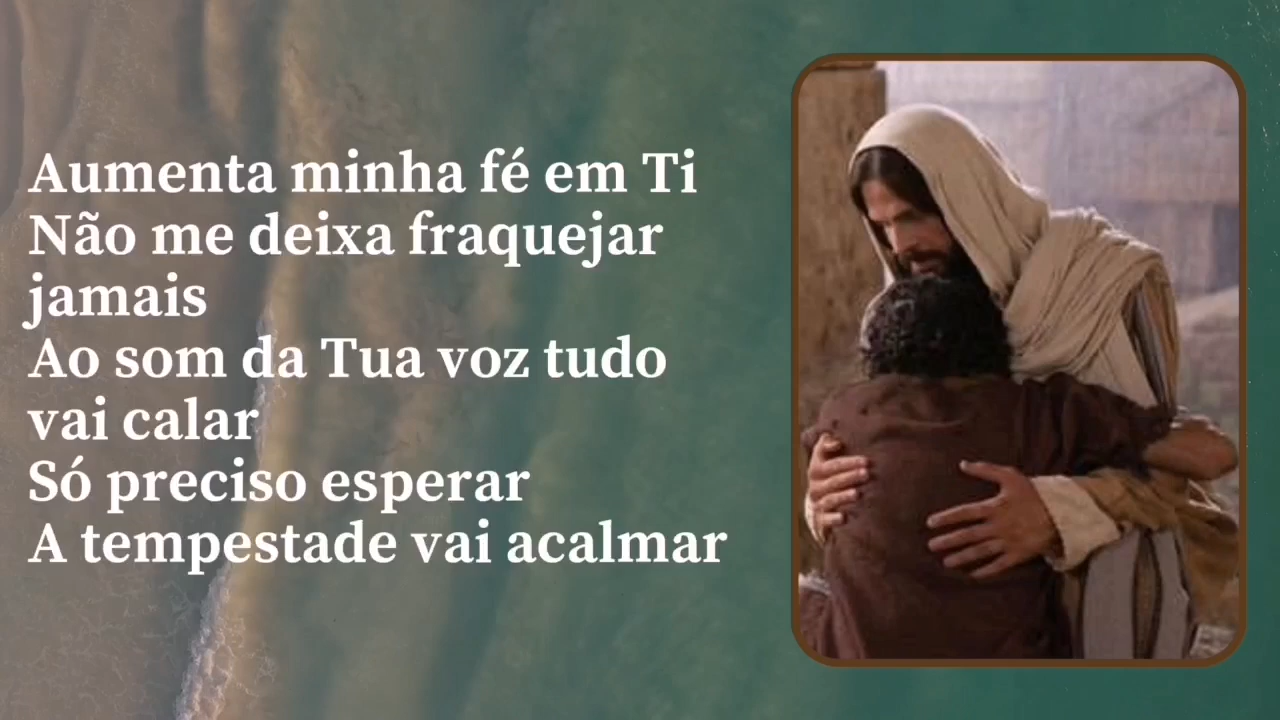 Aumenta minha fé em Ti
Não me deixa fraquejar
jamais
Ao som da Tua voz tudo
vai calar
Só preciso esperar
A tempestade vai acalmar